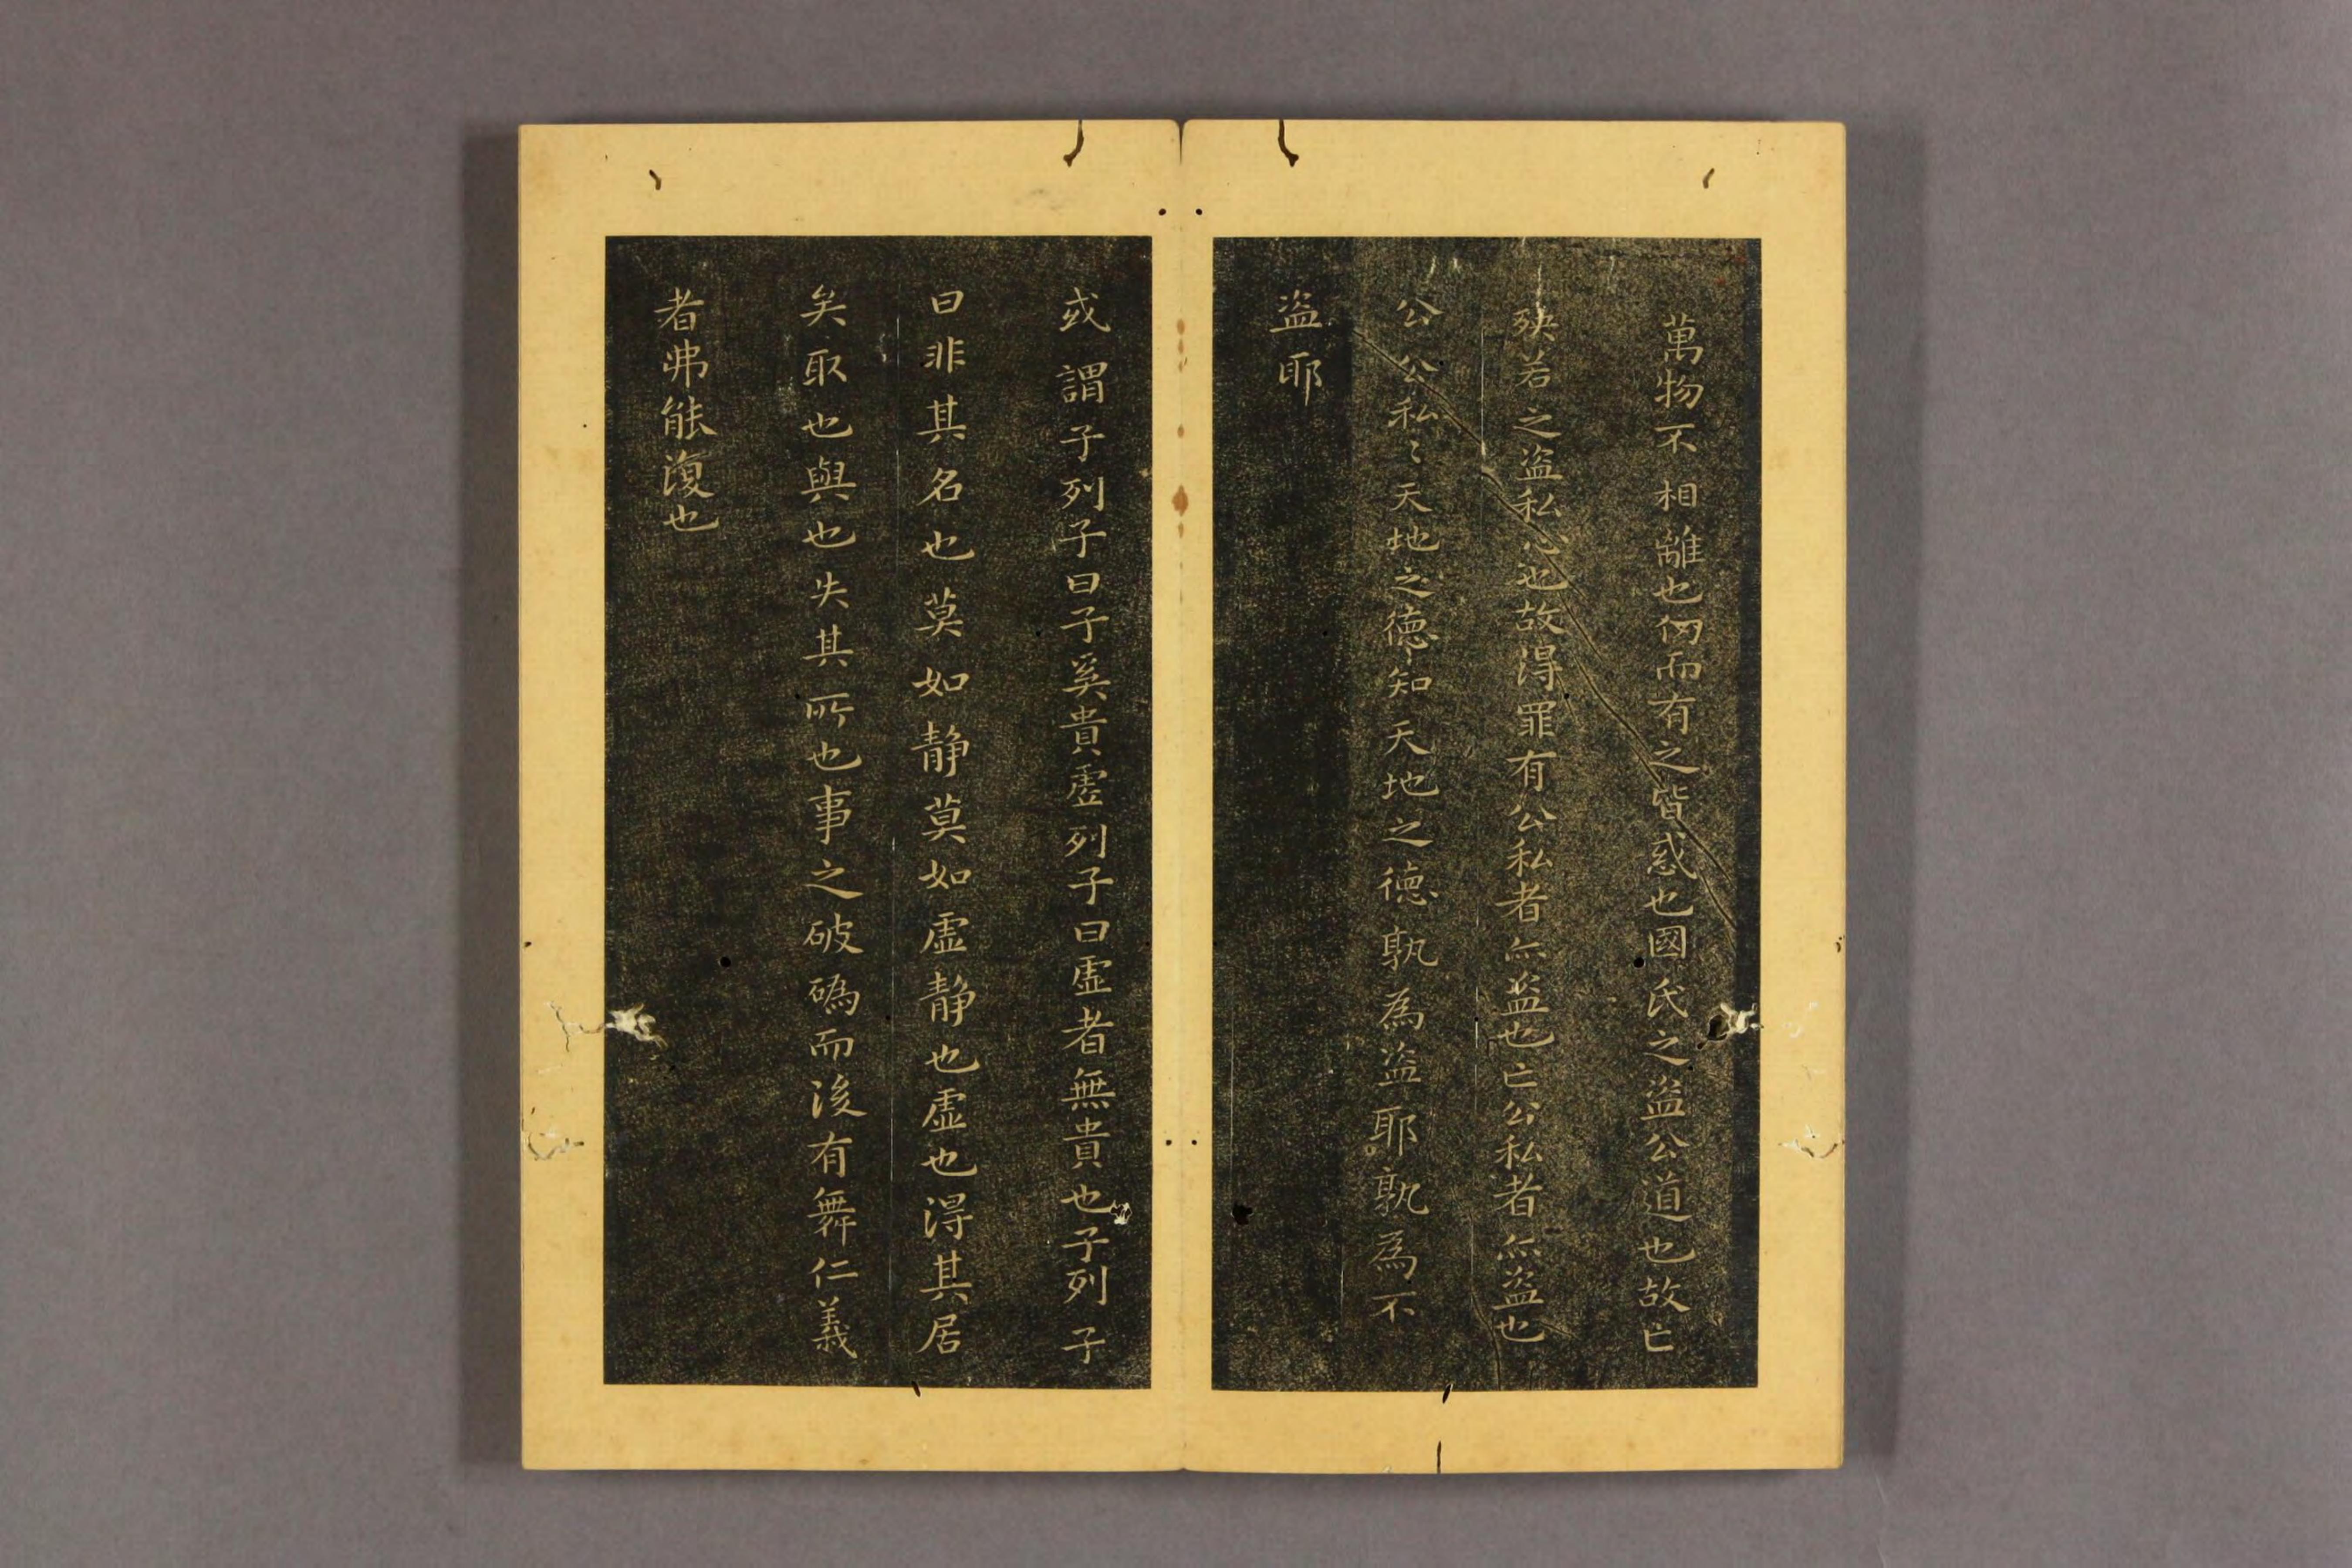 萬物不相離也仞而有之皆惑也國氏之盜公道也故亡
殃若之盜私心也故得罪有公私者亦盜也亡公私者亦盜也
公公私〻天地之德知天地之德孰為盜耶孰為不
盜耶
或謂子列子曰子奚貴虛列子曰虛者無貴也子列子
曰非其名也莫如静莫如虛静也虛也得其居
矣取也與也失其所也事之破䃣而後有舞仁義
者弗能復也